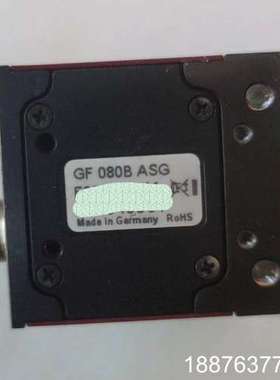 GF 080B ASG
Made in Germany RoHS
18876377